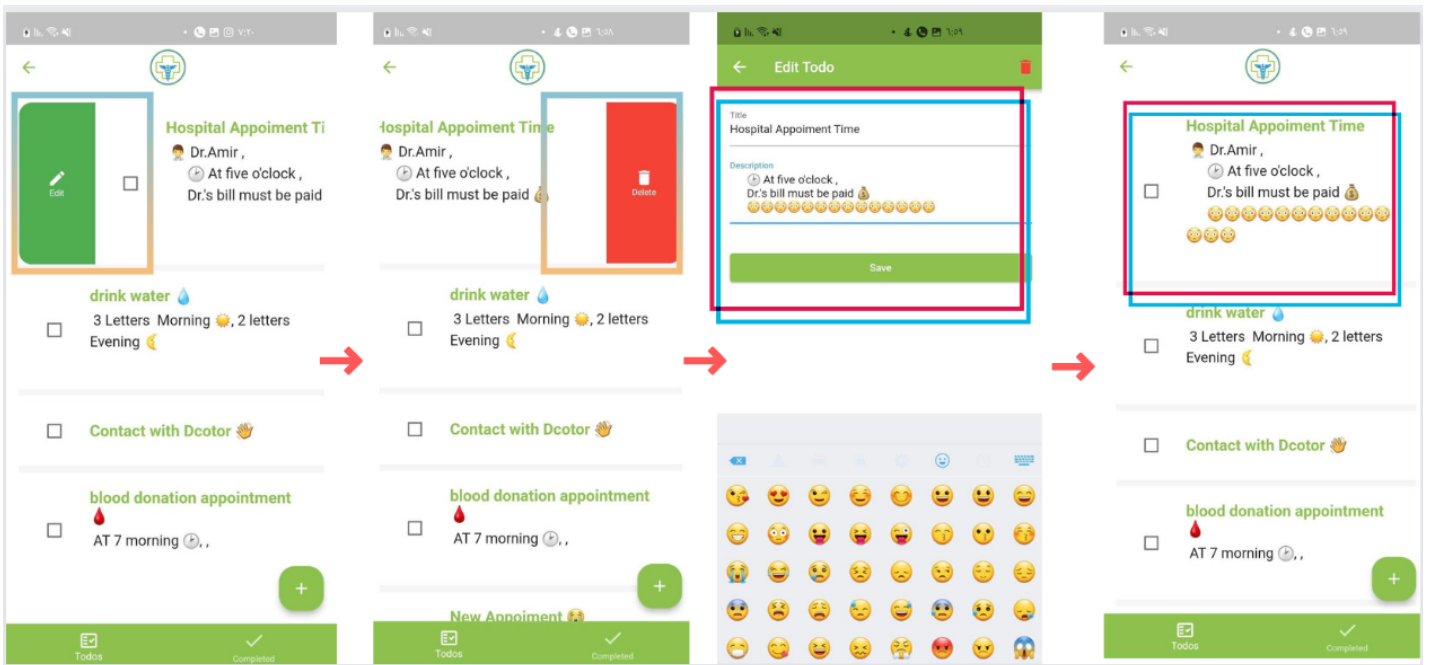 ٦:٥٨
٦:٥٩
٦:٥٩
Edit
Hospital Appoiment Ti
Dr.Amir ,
At five o'clock ,
Dr.'s bill must be paid
drink water
3 Letters Morning , 2 letters
Evening
Contact with Dcotor
blood donation appointment
AT 7 morning , ,
+
Todos
Completed
Hospital Appoiment Time
Dr.Amir ,
At five o'clock ,
Dr.'s bill must be paid
Delete
drink water
3 Letters Morning , 2 letters
Evening
Contact with Dcotor
blood donation appointment
AT 7 morning , ,
New Appoiment
+
Todos
Completed
Edit Todo
Title
Hospital Appoiment Time
Description
At five o'clock ,
Dr.'s bill must be paid
Save
Hospital Appoiment Time
Dr.Amir ,
At five o'clock ,
Dr.'s bill must be paid
drink water
3 Letters Morning , 2 letters
Evening
Contact with Dcotor
blood donation appointment
AT 7 morning , ,
+
Todos
Completed